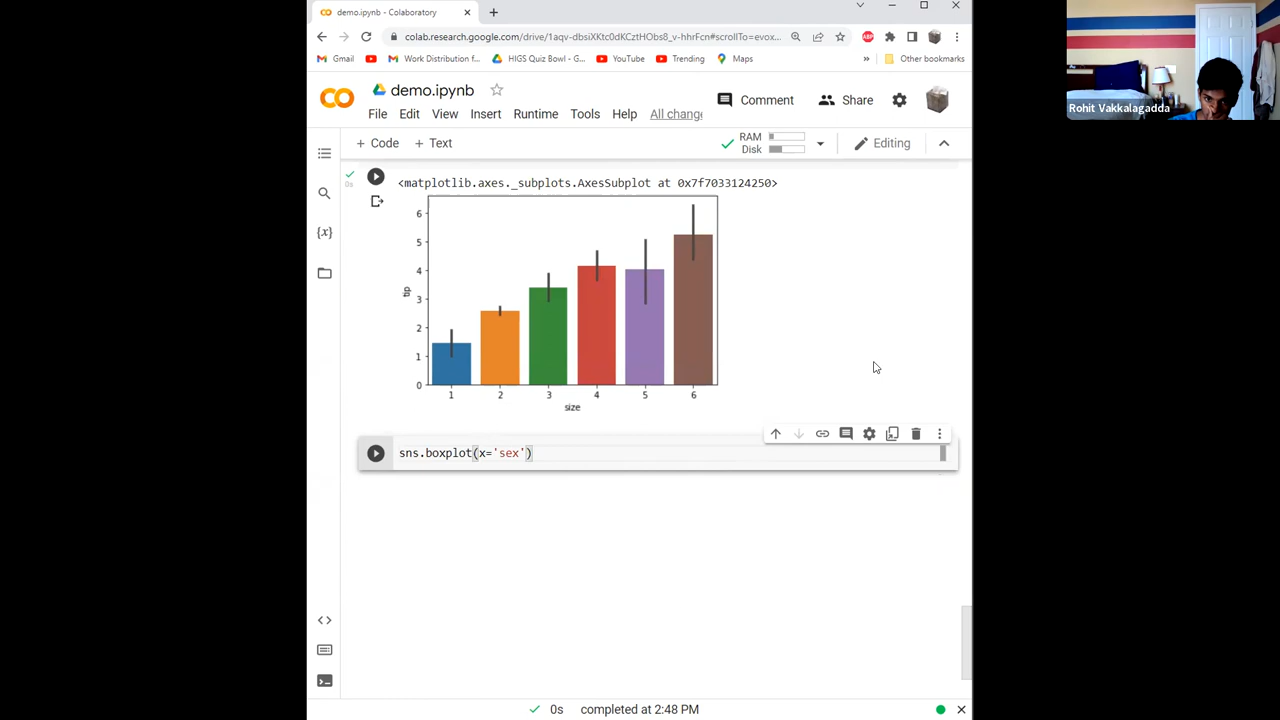 demo.ipynb - Colaboratory
colab.research.google.com/drive/1aqv-dbsiXKtc0dKCztHObs8_v-hhrFcn#scrollTo=evox...
Gmail
Work Distribution f...
HIGS Quiz Bowl - G...
YouTube
Trending
Maps
»
Other bookmarks
ABP
Rohit Vakkalagadda
demo.ipynb
Comment
Share
File Edit View Insert Runtime Tools Help All change
+ Code + Text
RAM
Disk
Editing
{x}
0s
<matplotlib.axes._subplots.AxesSubplot at 0x7f7033124250>
6
5
4
3
2
1
0
tip
1 2 3 4 5 6
size
sns.boxplot(x='sex')
0s completed at 2:48 PM